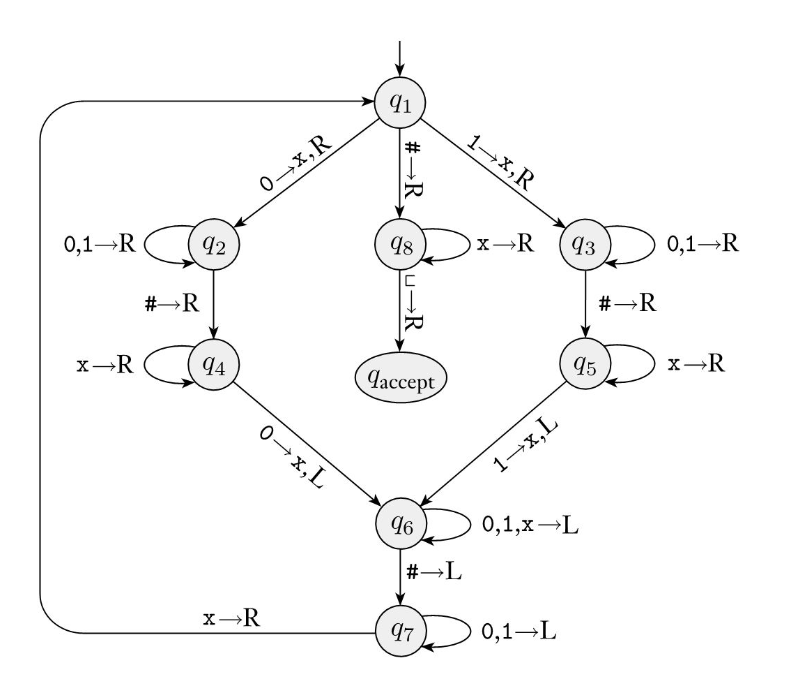 q1
0→x,R
#→R
1→x,R
0,1→R
q2
q8
x→R
q3
0,1→R
#→R
⊔→R
#→R
x→R
q4
qaccept
q5
x→R
0→x,L
1→x,L
q6
0,1,x→L
#→L
x→R
q7
0,1→L